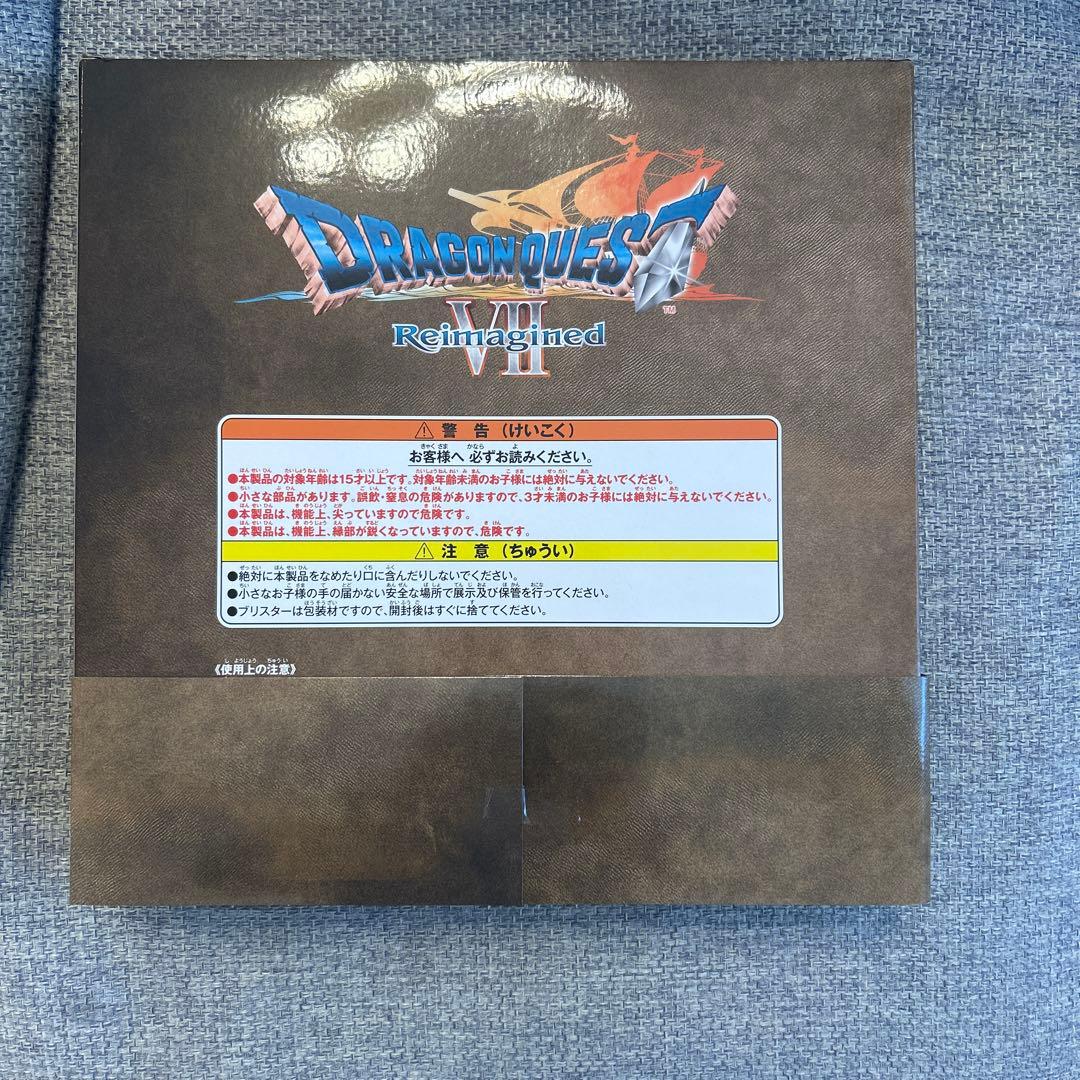 DRAGON QUEST
TM
VII
Reimagined
⚠ 警 告 (けいこく)
お客様へ 必ずお読みください。
●本製品の対象年齢は15才以上です。対象年齢未満のお子様には絶対に与えないでください。
●小さな部品があります。誤飲・窒息の危険がありますので、3才未満のお子様には絶対に与えないでください。
●本製品は、機能上、尖っていますので危険です。
●本製品は、機能上、縁部が鋭くなっていますので、危険です。
⚠ 注 意 (ちゅうい)
●絶対に本製品をなめたり口に含んだりしないでください。
●小さなお子様の手の届かない安全な場所で展示及び保管を行ってください。
●ブリスターは包装材ですので、開封後はすぐに捨ててください。
《使用上の注意》